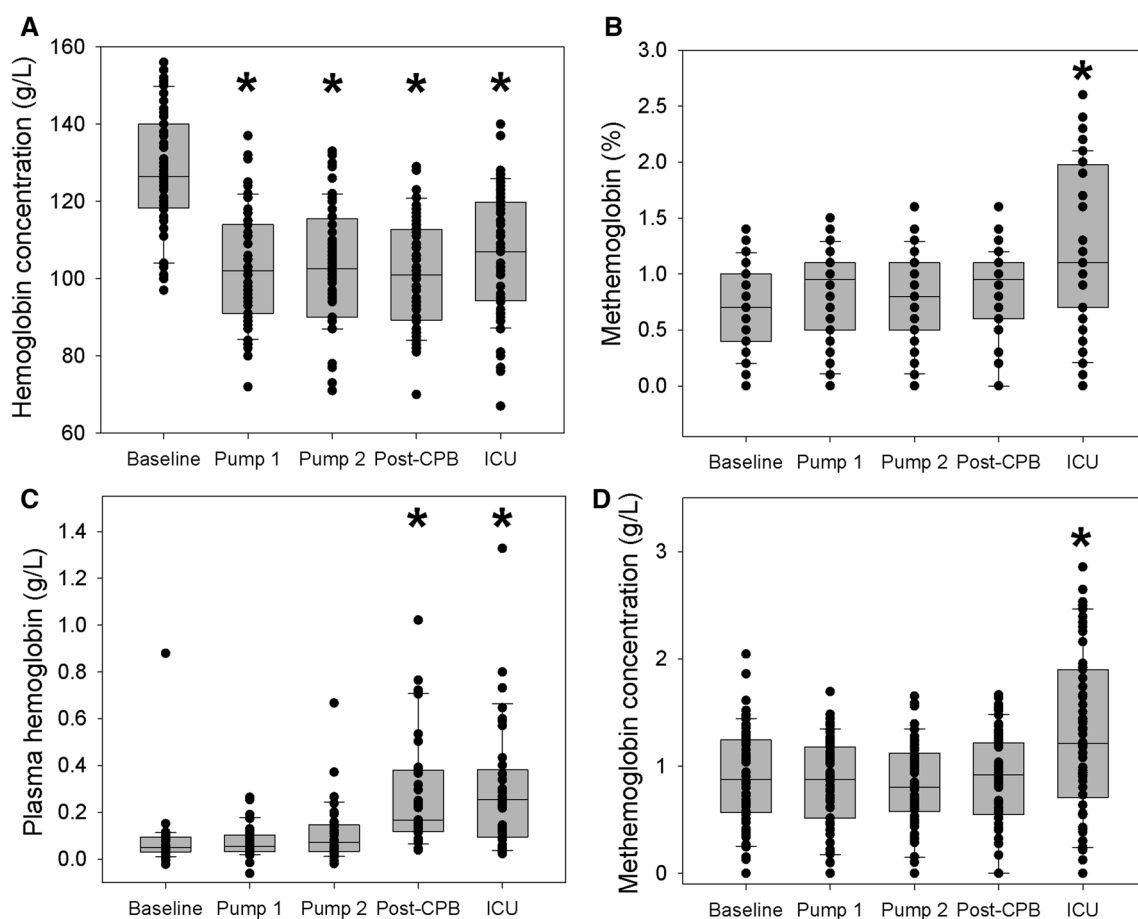 A
Hemoglobin concentration (g/L)
160
140
120
100
80
60
* * * *
Baseline Pump 1 Pump 2 Post-CPB ICU
B
Methemoglobin (%)
3.0
2.5
2.0
1.5
1.0
0.5
0.0
*
Baseline Pump 1 Pump 2 Post-CPB ICU
C
Plasma hemoglobin (g/L)
1.4
1.2
1.0
0.8
0.6
0.4
0.2
0.0
* *
Baseline Pump 1 Pump 2 Post-CPB ICU
D
Methemoglobin concentration (g/L)
3
2
1
0
*
Baseline Pump 1 Pump 2 Post-CPB ICU